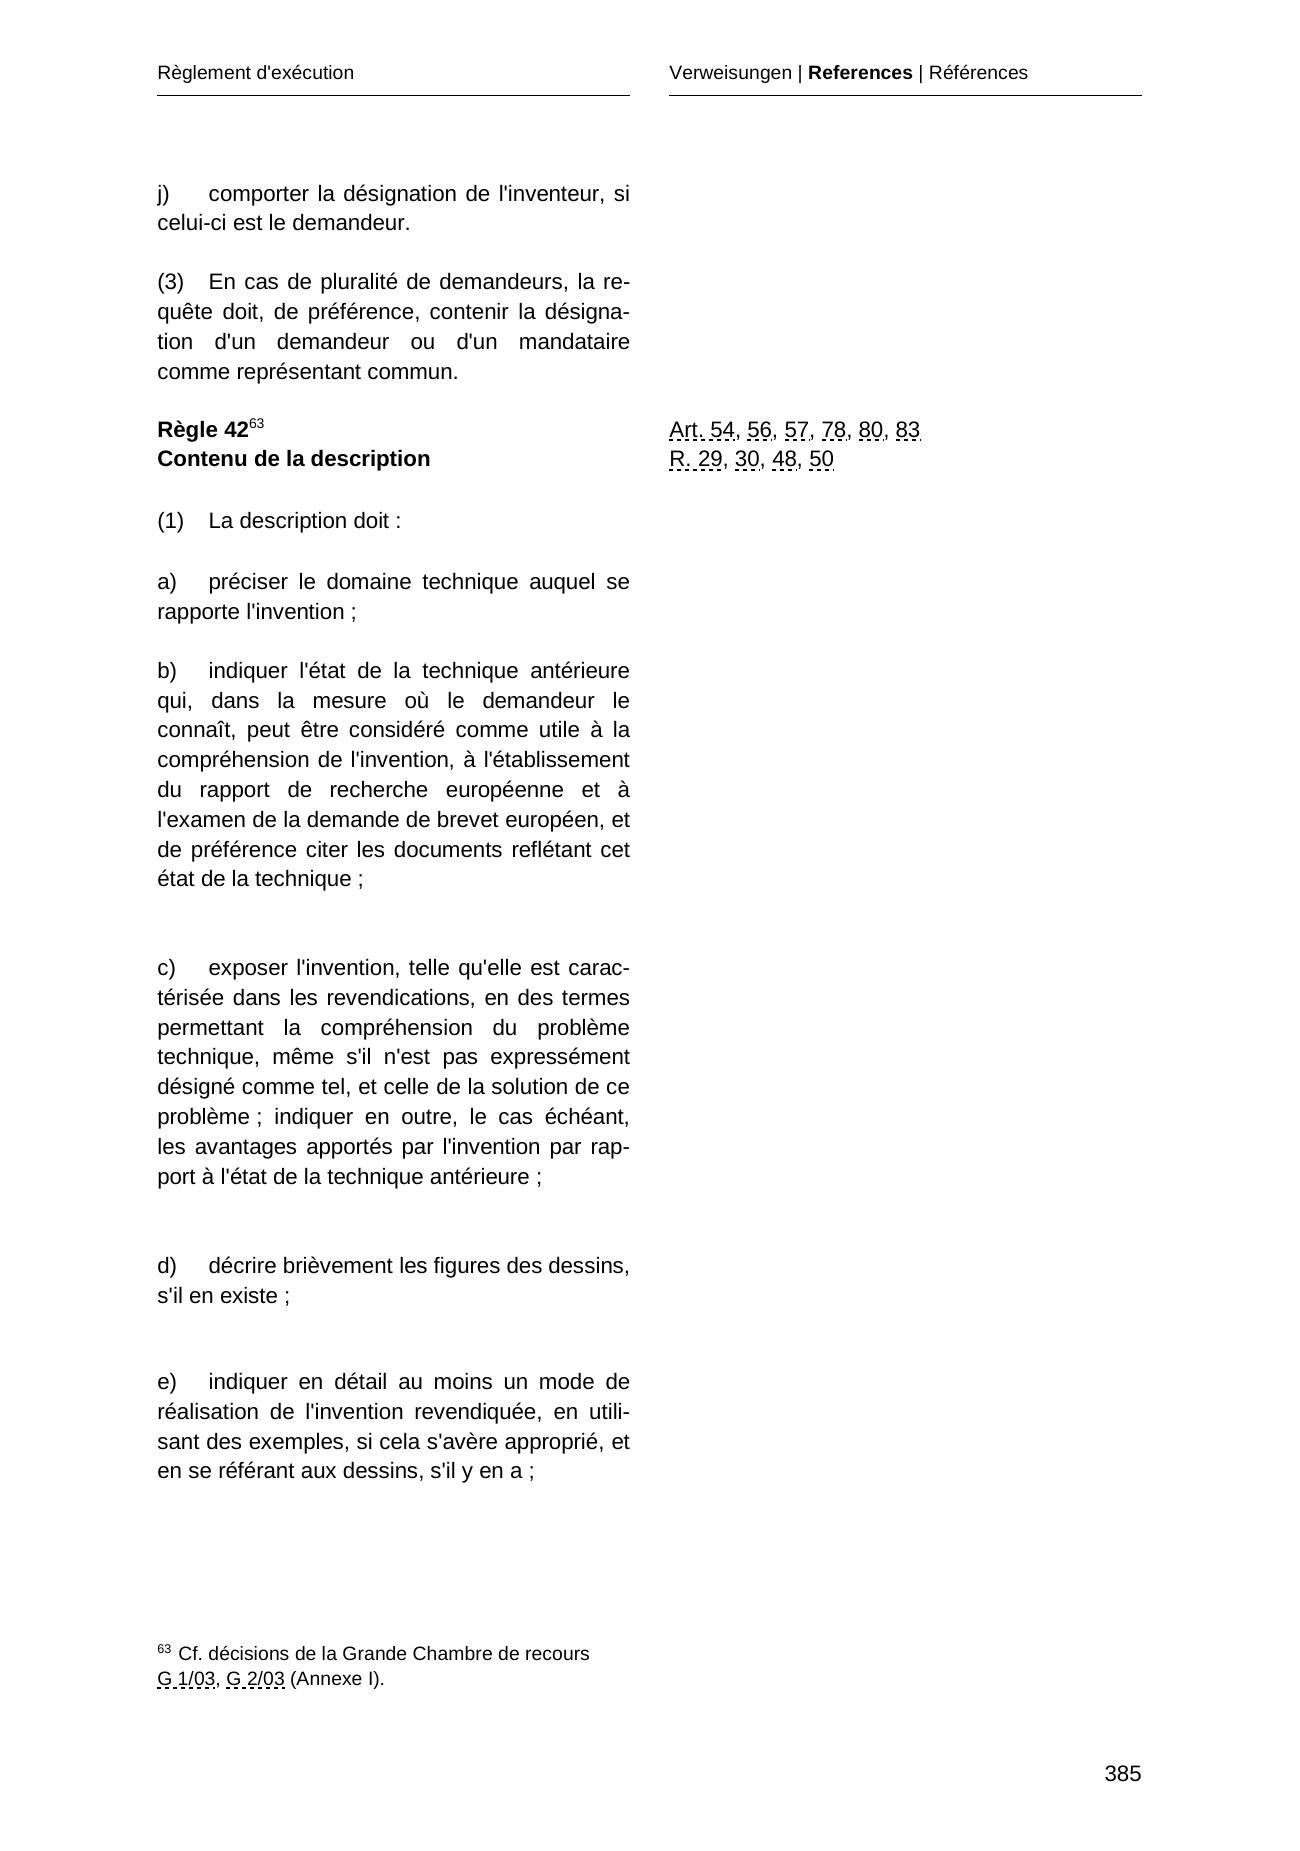 Règlement d'exécution
Verweisungen | References | Références
j) comporter la désignation de l'inventeur, si
celui-ci est le demandeur.
(3) En cas de pluralité de demandeurs, la re-
quête doit, de préférence, contenir la désigna-
tion d'un demandeur ou d'un mandataire
comme représentant commun.
Règle 42⁶³
Contenu de la description
Art. 54, 56, 57, 78, 80, 83
R. 29, 30, 48, 50
(1) La description doit :
a) préciser le domaine technique auquel se
rapporte l'invention ;
b) indiquer l'état de la technique antérieure
qui, dans la mesure où le demandeur le
connaît, peut être considéré comme utile à la
compréhension de l'invention, à l'établissement
du rapport de recherche européenne et à
l'examen de la demande de brevet européen, et
de préférence citer les documents reflétant cet
état de la technique ;
c) exposer l'invention, telle qu'elle est carac-
térisée dans les revendications, en des termes
permettant la compréhension du problème
technique, même s'il n'est pas expressément
désigné comme tel, et celle de la solution de ce
problème ; indiquer en outre, le cas échéant,
les avantages apportés par l'invention par rap-
port à l'état de la technique antérieure ;
d) décrire brièvement les figures des dessins,
s'il en existe ;
e) indiquer en détail au moins un mode de
réalisation de l'invention revendiquée, en utili-
sant des exemples, si cela s'avère approprié, et
en se référant aux dessins, s'il y en a ;
⁶³ Cf. décisions de la Grande Chambre de recours
G 1/03, G 2/03 (Annexe I).
385